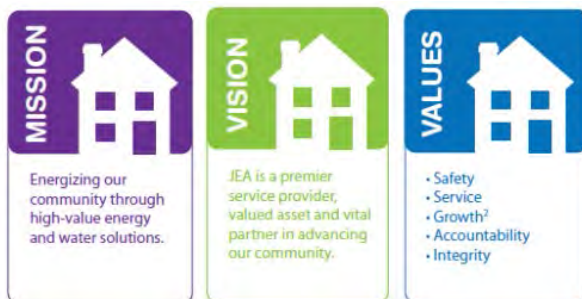 MISSION
Energizing our
community through
high-value energy
and water solutions.
VISION
JEA is a premier
service provider,
valued asset and vital
partner in advancing
our community.
VALUES
• Safety
• Service
• Growth²
• Accountability
• Integrity